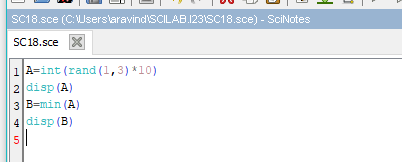 SC18.sce (C:\Users\aravind\SCILAB.I23\SC18.sce) - SciNotes
SC18.sce
1 A=int(rand(1,3)*10)
2 disp(A)
3 B=min(A)
4 disp(B)
5